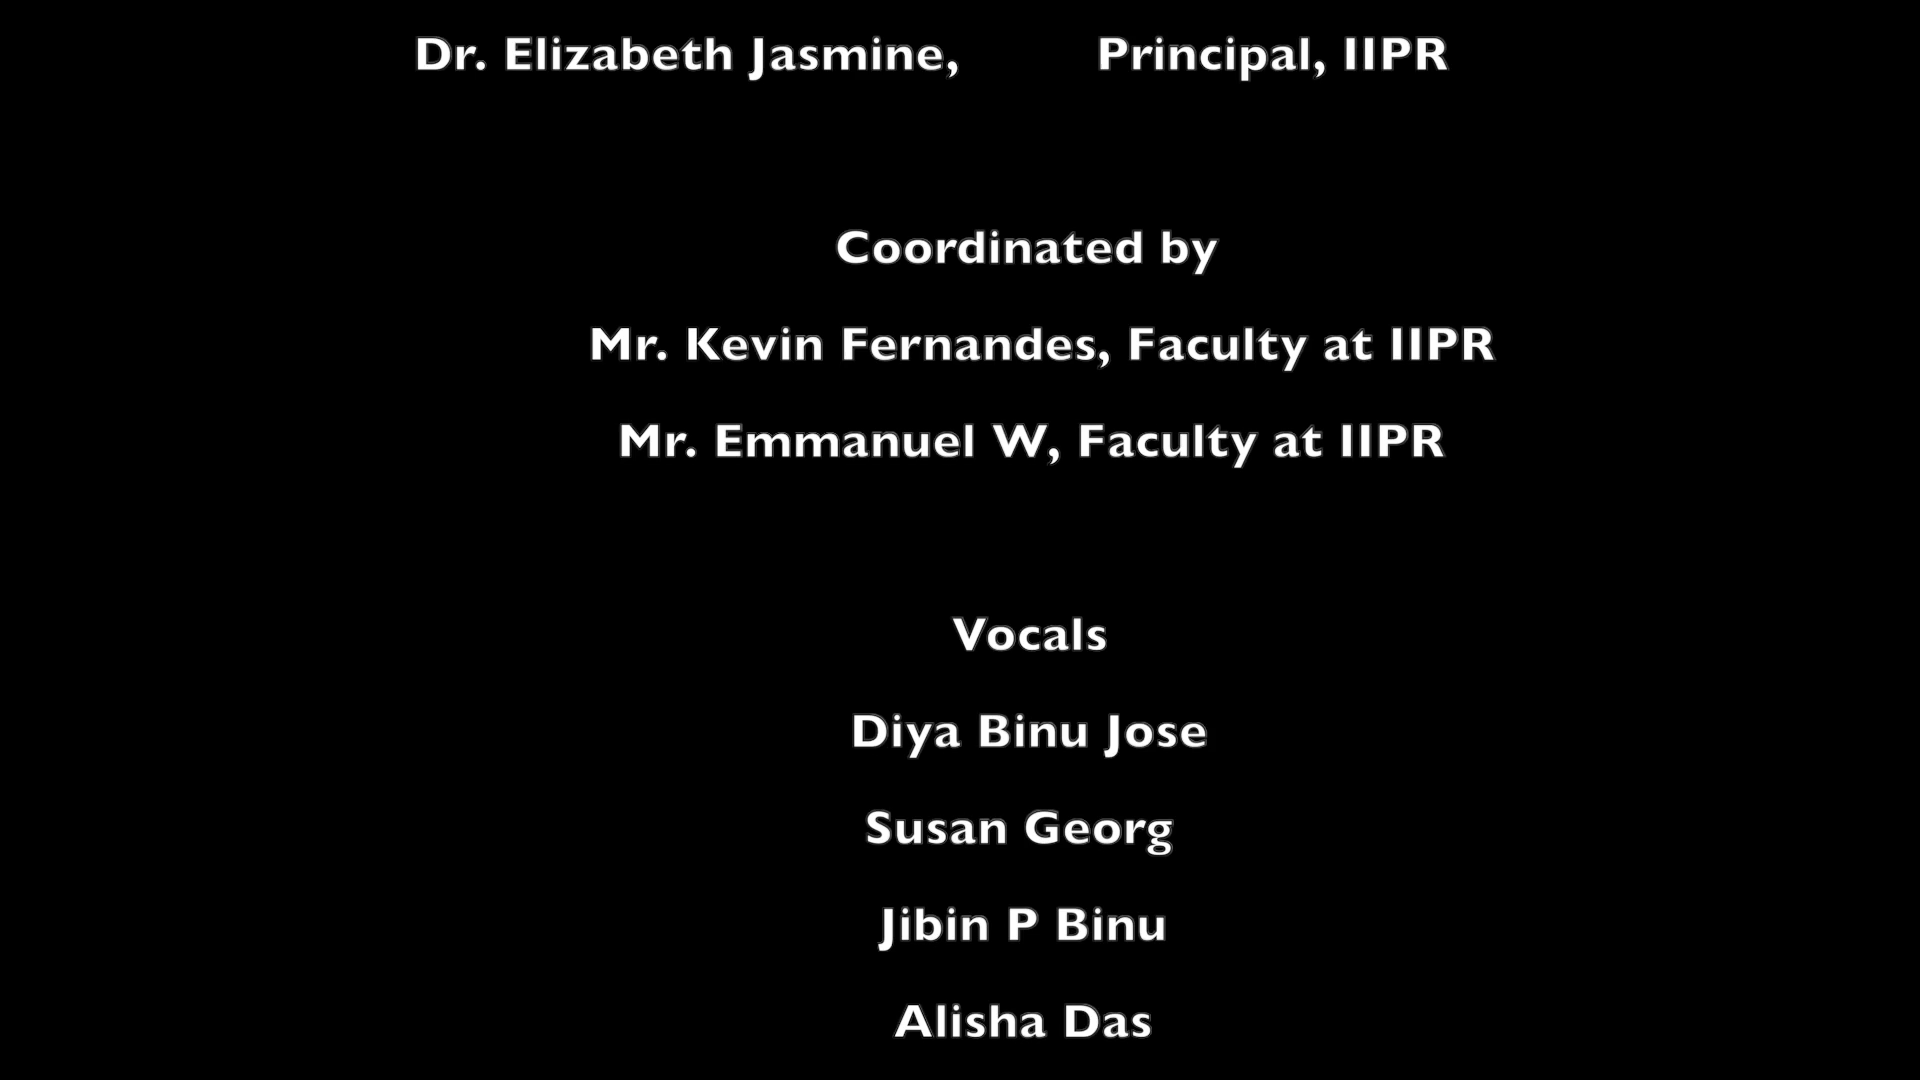 Dr. Elizabeth Jasmine, Principal, IIPR
Coordinated by
Mr. Kevin Fernandes, Faculty at IIPR
Mr. Emmanuel W, Faculty at IIPR
Vocals
Diya Binu Jose
Susan Georg
Jibin P Binu
Alisha Das